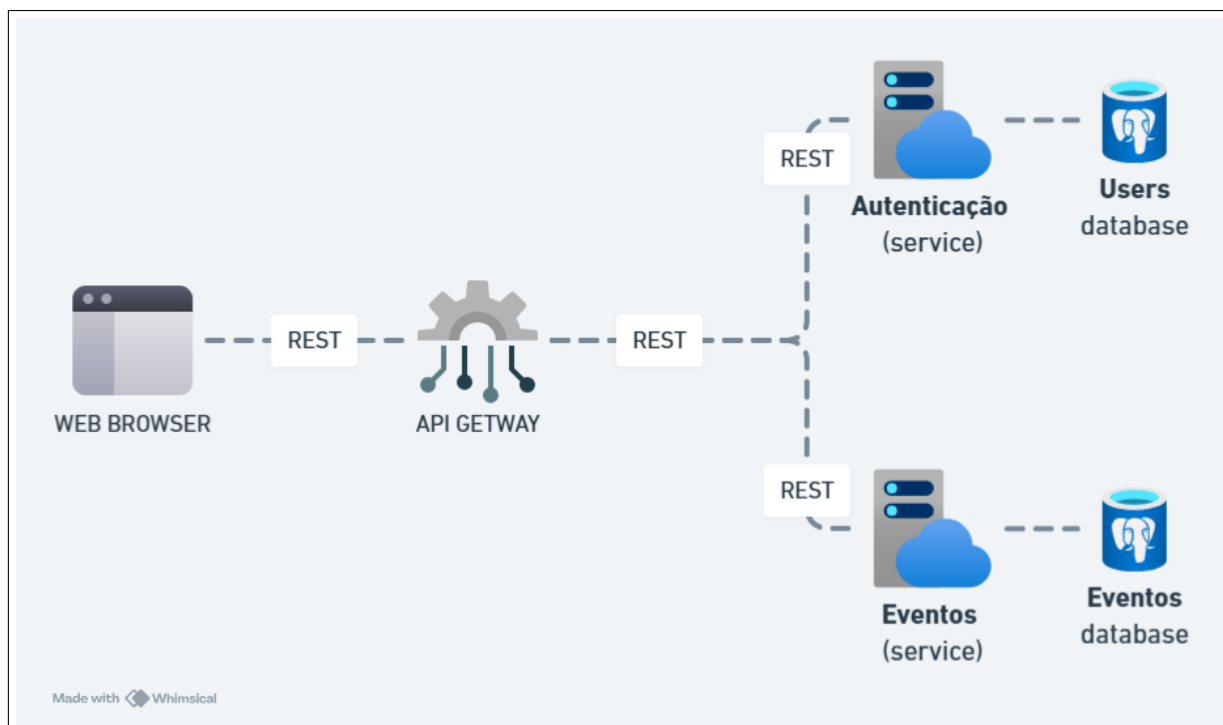 REST
Autenticação
(service)
Users
database
WEB BROWSER
REST
API GETWAY
REST
REST
Eventos
(service)
Eventos
database
Made with Whimsical